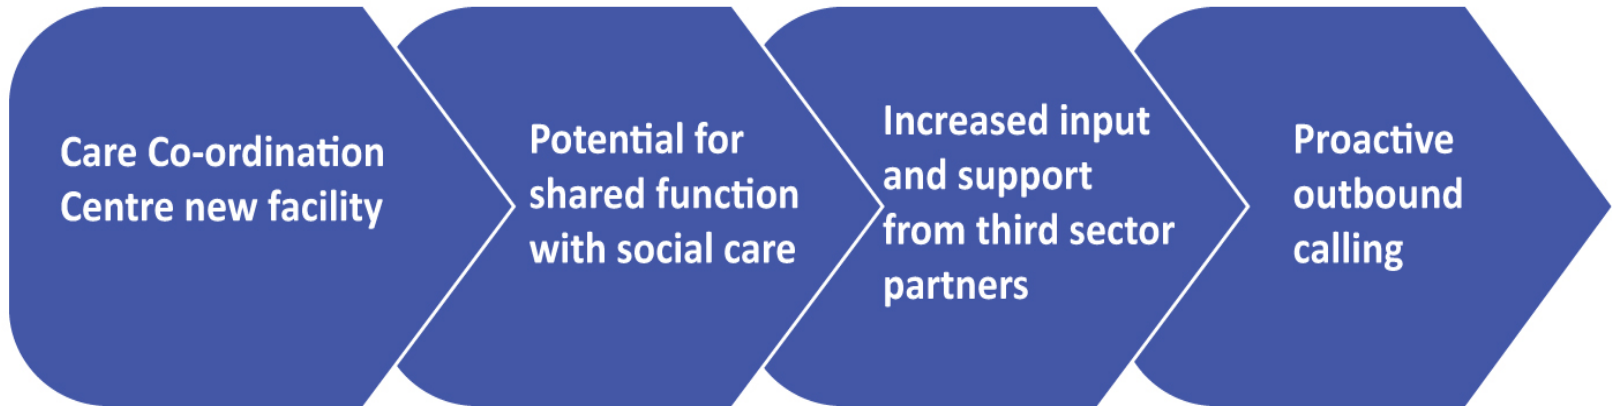 Care Co-ordination
Centre new facility
Potential for
shared function
with social care
Increased input
and support
from third sector
partners
Proactive
outbound
calling